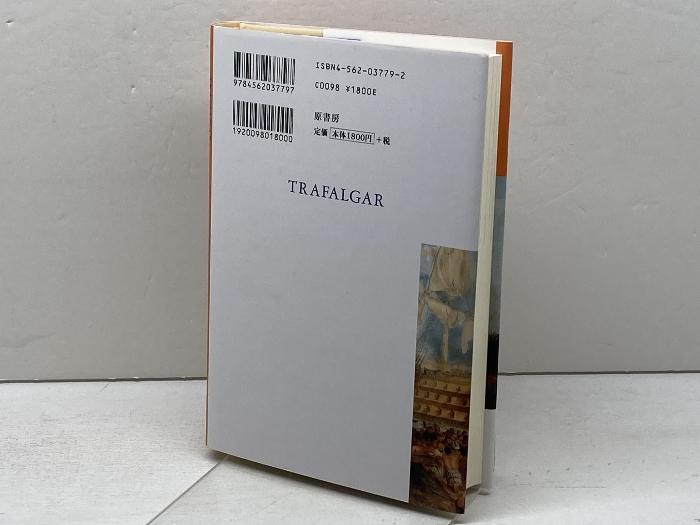 ISBN4-562-03779-2
C0098 ¥1800E
9784562037797
1920098018000
原書房
定価 本体1800円 +税
TRAFALGAR